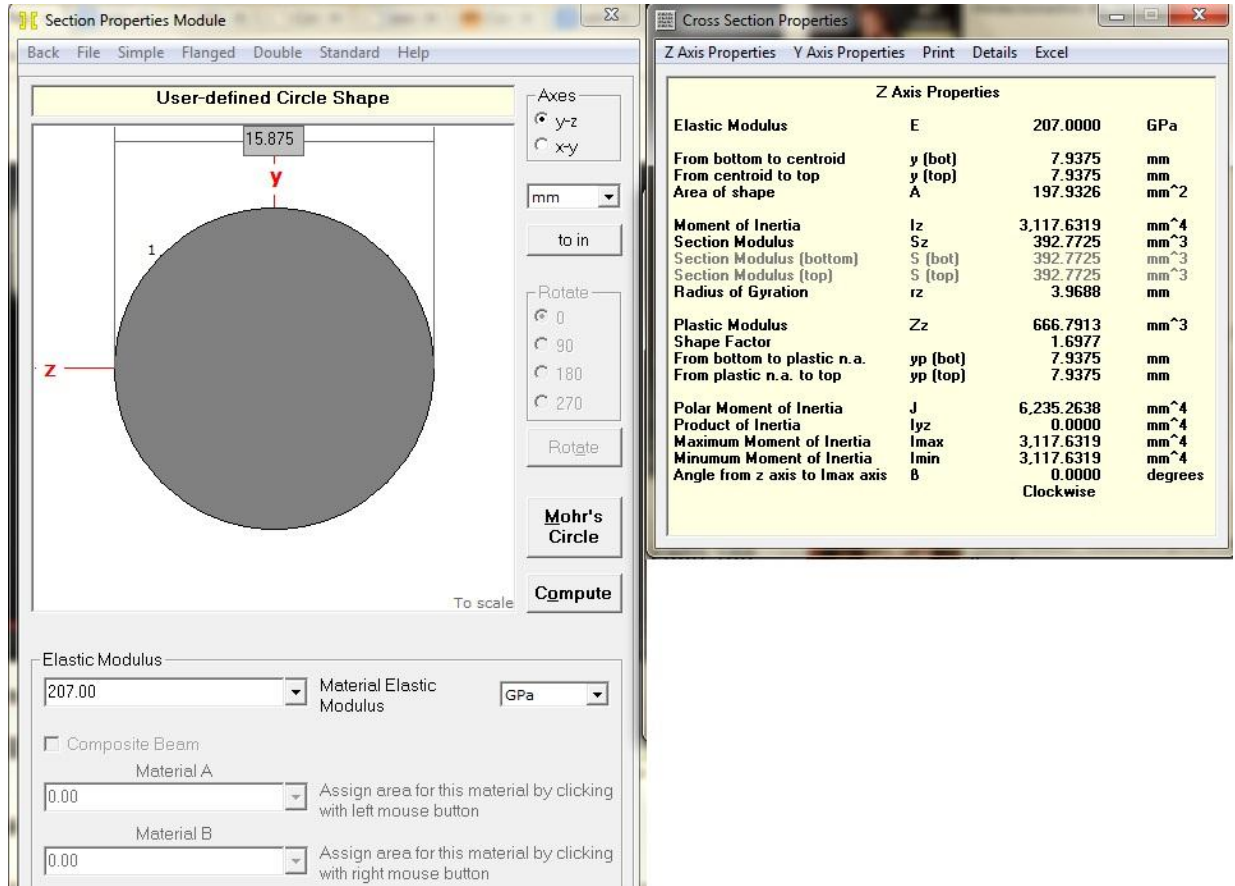 Section Properties Module
Back File Simple Flanged Double Standard Help
User-defined Circle Shape
15.875
y
1
z
To scale
Axes
y-z
x-y
mm
to in
Rotate
0
90
180
270
Rotate
Mohr's
Circle
Compute
Elastic Modulus
207.00
Material Elastic
Modulus
GPa
Composite Beam
Material A
0.00
Assign area for this material by clicking
with left mouse button
Material B
0.00
Assign area for this material by clicking
with right mouse button
Cross Section Properties
Z Axis Properties Y Axis Properties Print Details Excel
Z Axis Properties
Elastic Modulus E 207.0000 GPa
From bottom to centroid y (bot) 7.9375 mm
From centroid to top y (top) 7.9375 mm
Area of shape A 197.9326 mm^2
Moment of Inertia Iz 3,117.6319 mm^4
Section Modulus Sz 392.7725 mm^3
Section Modulus (bottom) S (bot) 392.7725 mm^3
Section Modulus (top) S (top) 392.7725 mm^3
Radius of Gyration rz 3.9688 mm
Plastic Modulus Zz 666.7913 mm^3
Shape Factor 1.6977
From bottom to plastic n.a. yp (bot) 7.9375 mm
From plastic n.a. to top yp (top) 7.9375 mm
Polar Moment of Inertia J 6,235.2638 mm^4
Product of Inertia Iyz 0.0000 mm^4
Maximum Moment of Inertia Imax 3,117.6319 mm^4
Minumum Moment of Inertia Imin 3,117.6319 mm^4
Angle from z axis to Imax axis ß 0.0000 degrees
Clockwise